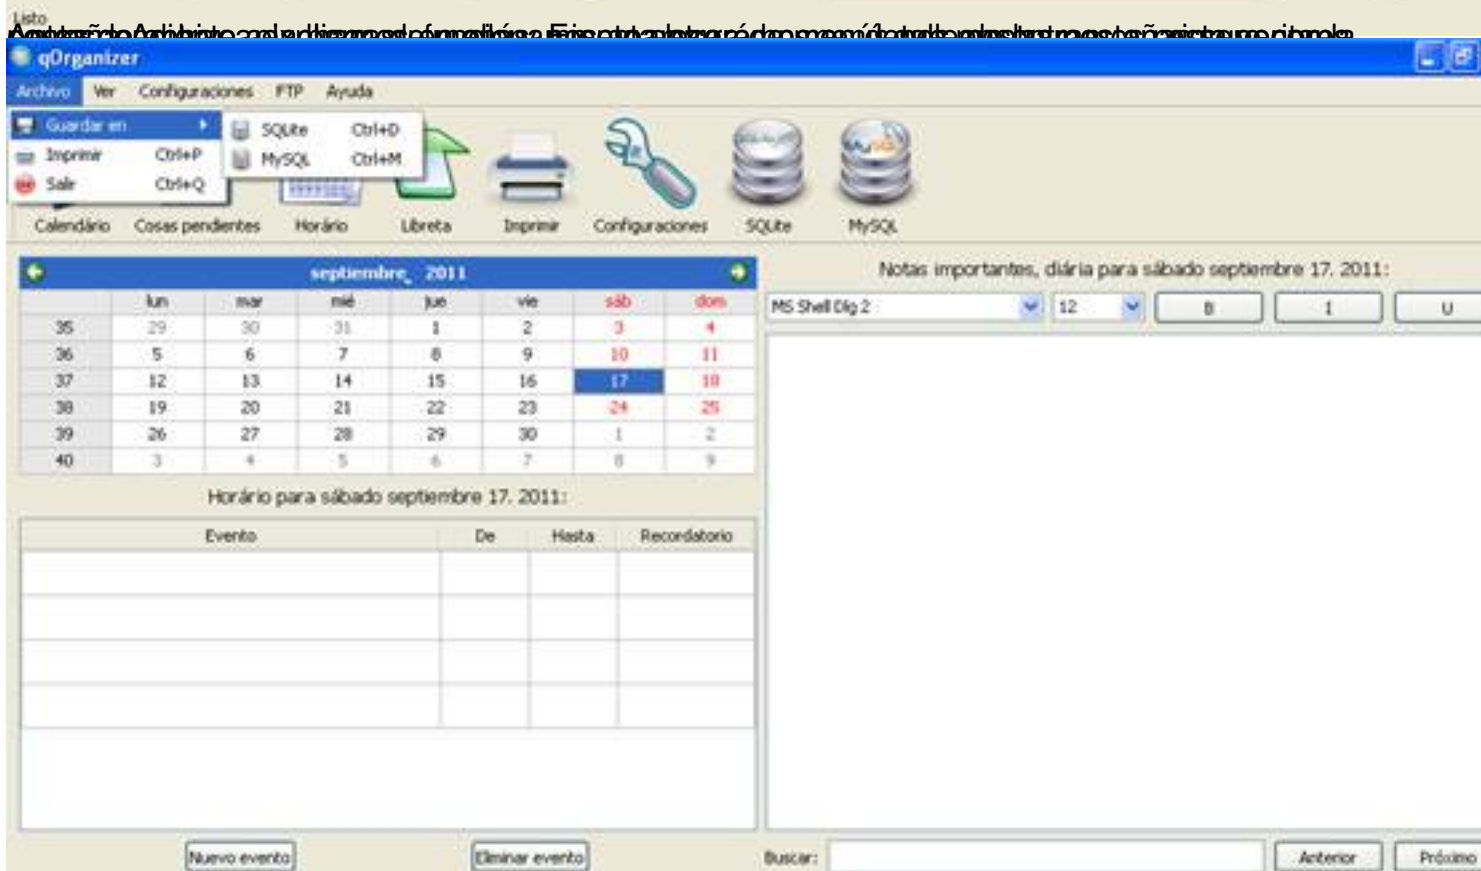 Listo
qOrganizer
Archivo Ver Configuraciones FTP Ayuda
Guardar en
SQLite Ctrl+D
Imprimir Ctrl+P
MySQL Ctrl+M
Salir Ctrl+Q
Calendário Cosas pendientes Horário Libreta Imprimir Configuraciones SQLite MySQL
septiembre, 2011
lun mar mié jue vie sáb dom
35 29 30 31 1 2 3 4
36 5 6 7 8 9 10 11
37 12 13 14 15 16 17 18
38 19 20 21 22 23 24 25
39 26 27 28 29 30 1 2
40 3 4 5 6 7 8 9
Horário para sábado septiembre 17. 2011:
Evento De Hasta Recordatorio
Nuevo evento Eliminar evento
Notas importantes, diária para sábado septiembre 17. 2011:
MS Shell Dlg 2 12 B I U
Buscar: Anterior Próximo